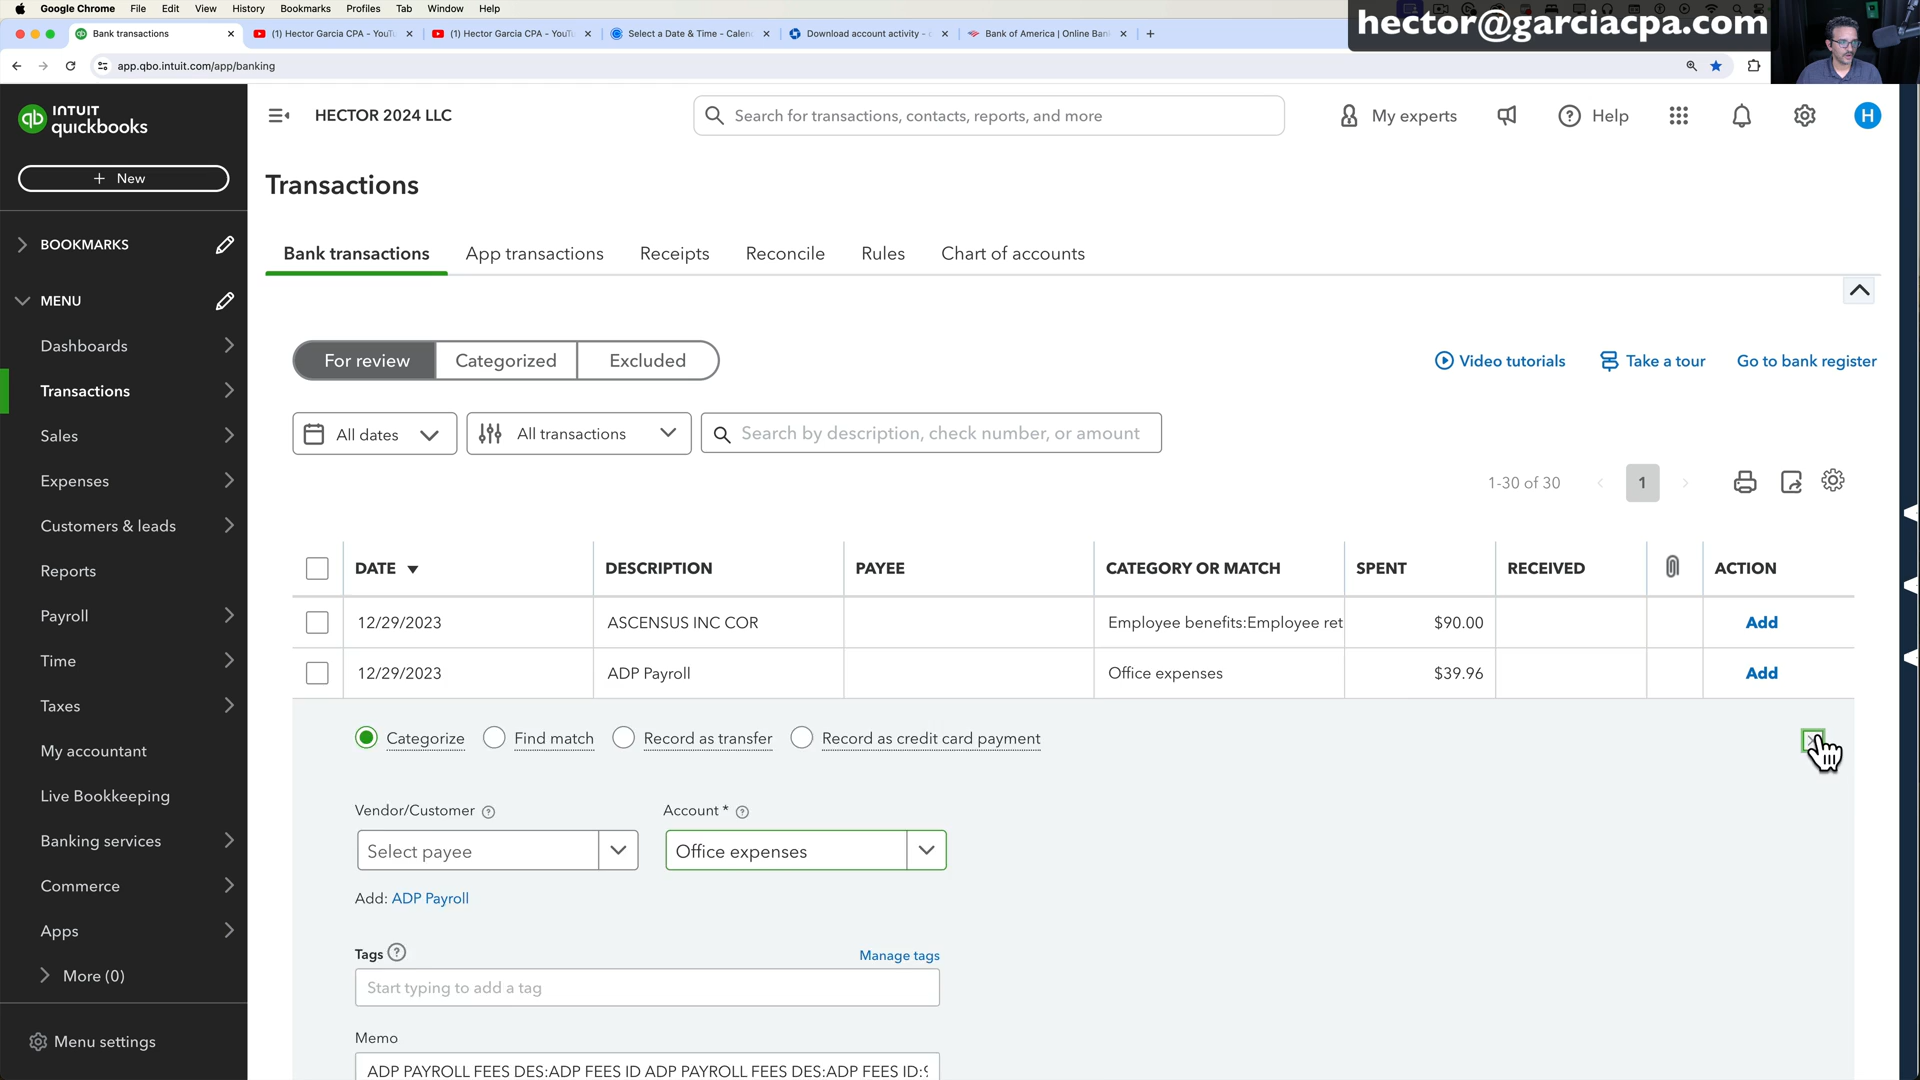 Google Chrome File Edit View History Bookmarks Profiles Tab Window Help
hector@garciacpa.com
Bank transactions
(1) Hector Garcia CPA - YouTu
(1) Hector Garcia CPA - YouTu
Select a Date & Time - Calen
Download account activity - c
Bank of America | Online Ban
app.qbo.intuit.com/app/banking
qb INTUIT
quickbooks
HECTOR 2024 LLC
Search for transactions, contacts, reports, and more
My experts
Help
H
+ New
Transactions
BOOKMARKS
Bank transactions App transactions Receipts Reconcile Rules Chart of accounts
MENU
Dashboards
Transactions
Sales
Expenses
Customers & leads
Reports
Payroll
Time
Taxes
My accountant
Live Bookkeeping
Banking services
Commerce
Apps
More (0)
Menu settings
For review Categorized Excluded
Video tutorials Take a tour Go to bank register
All dates All transactions Search by description, check number, or amount
1-30 of 30 1
DATE DESCRIPTION PAYEE CATEGORY OR MATCH SPENT RECEIVED ACTION
12/29/2023 ASCENSUS INC COR Employee benefits:Employee ret $90.00 Add
12/29/2023 ADP Payroll Office expenses $39.96 Add
Categorize Find match Record as transfer Record as credit card payment
Vendor/Customer Account *
Select payee Office expenses
Add: ADP Payroll
Tags Manage tags
Start typing to add a tag
Memo
ADP PAYROLL FEES DES:ADP FEES ID ADP PAYROLL FEES DES:ADP FEES ID:9